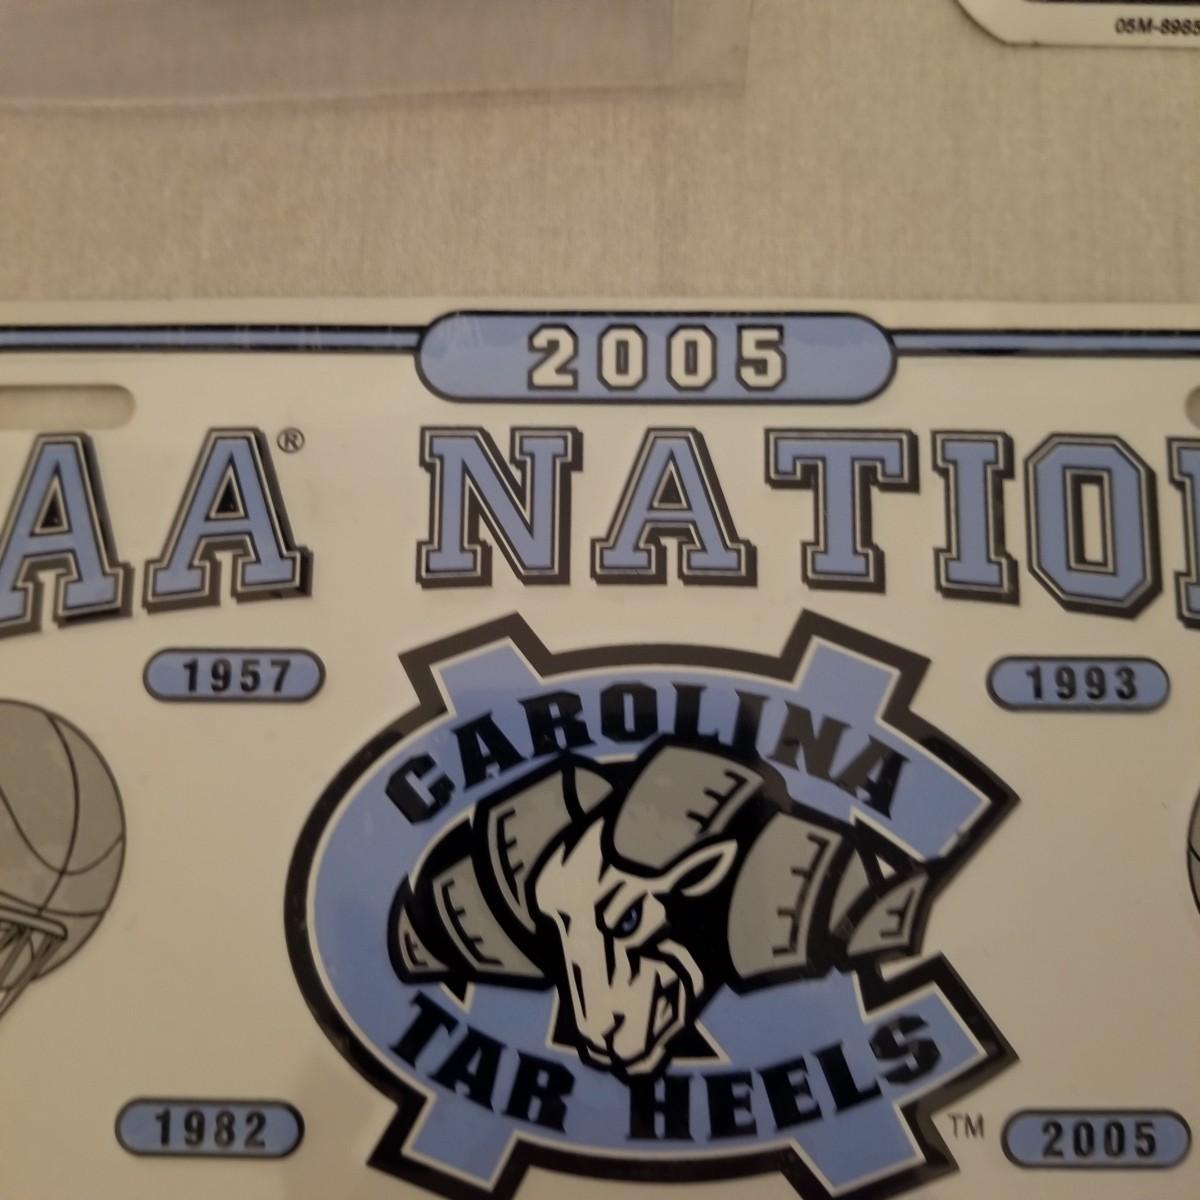 05M-8985
2005
AA® NATIO
1957
1993
CAROLINA
TAR HEELS
TM
1982
2005